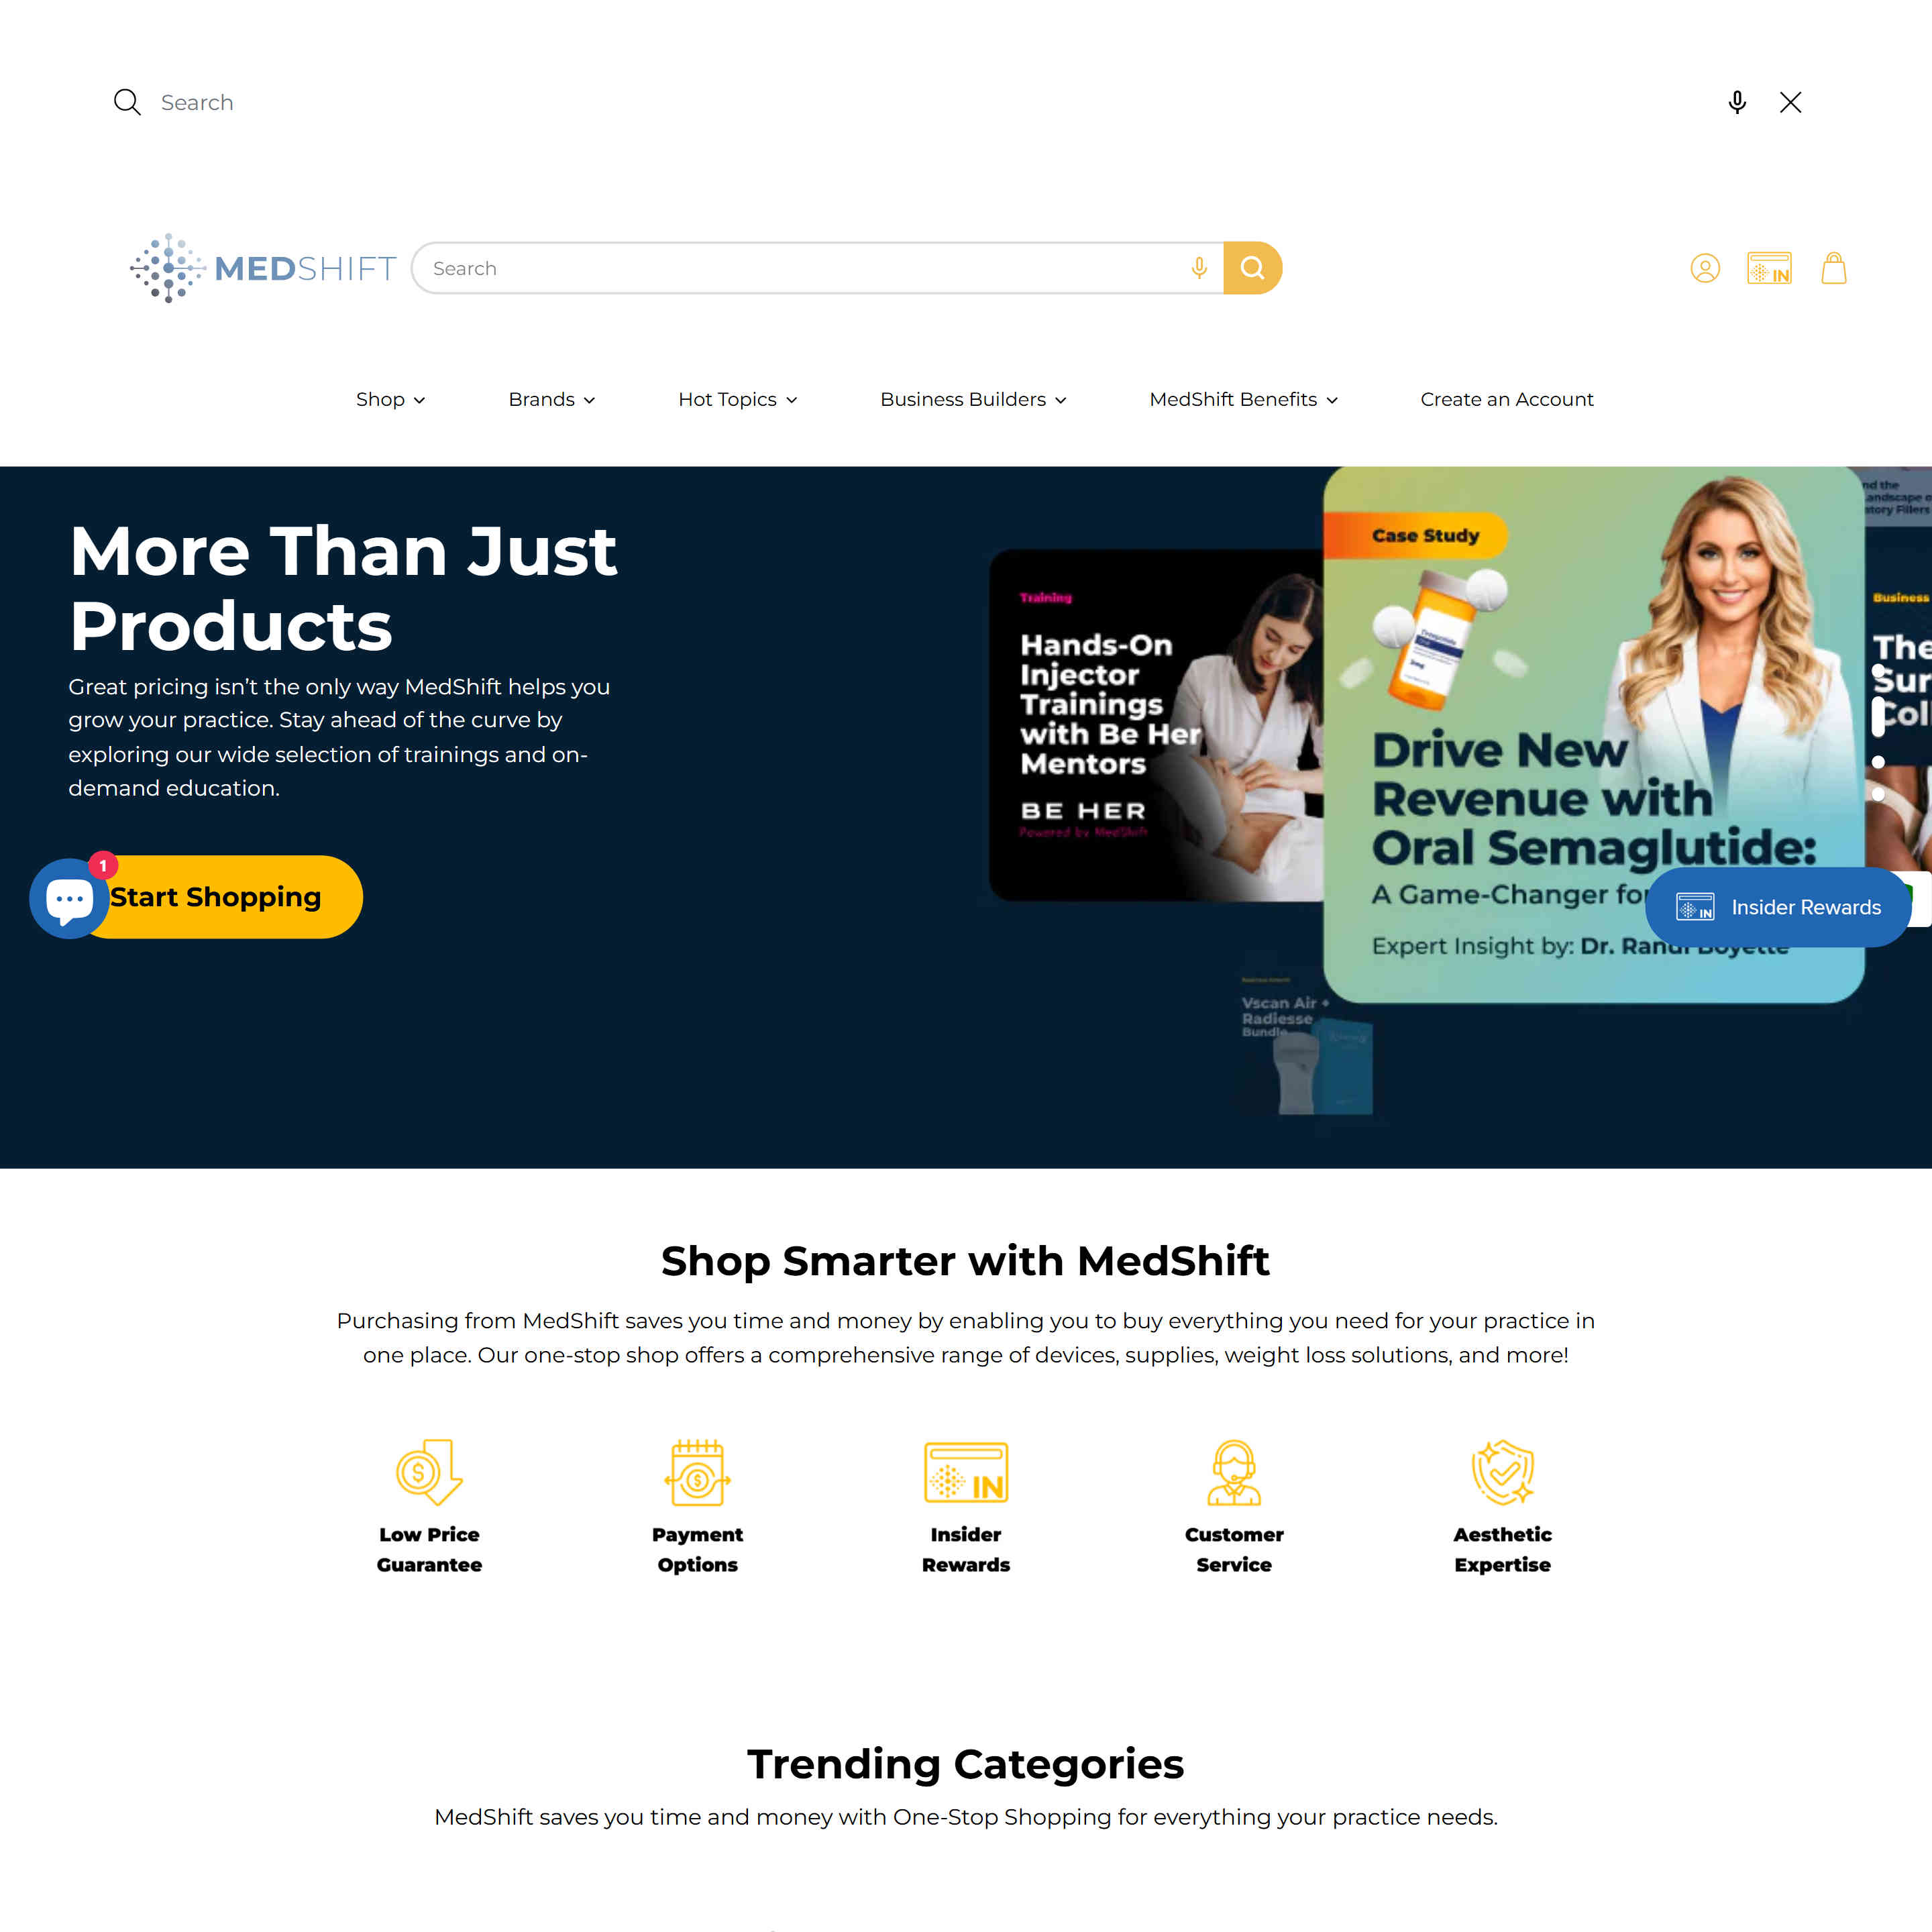 Search
MEDSHIFT
Search
IN
Shop
Brands
Hot Topics
Business Builders
MedShift Benefits
Create an Account
More Than Just
Products
Great pricing isn't the only way MedShift helps you
grow your practice. Stay ahead of the curve by
exploring our wide selection of trainings and on-
demand education.
1
Start Shopping
Training
Hands-On
Injector
Trainings
with Be Her
Mentors
BE HER
Powered by MedShift
Case Study
Drive New
Revenue with
Oral Semaglutide:
A Game-Changer for
Expert Insight by: Dr. Randi Boyette
Vscan Air +
Radiesse
Bundle
Business
The
IN
Insider Rewards
Shop Smarter with MedShift
Purchasing from MedShift saves you time and money by enabling you to buy everything you need for your practice in
one place. Our one-stop shop offers a comprehensive range of devices, supplies, weight loss solutions, and more!
IN
Low Price
Guarantee
Payment
Options
Insider
Rewards
Customer
Service
Aesthetic
Expertise
Trending Categories
MedShift saves you time and money with One-Stop Shopping for everything your practice needs.